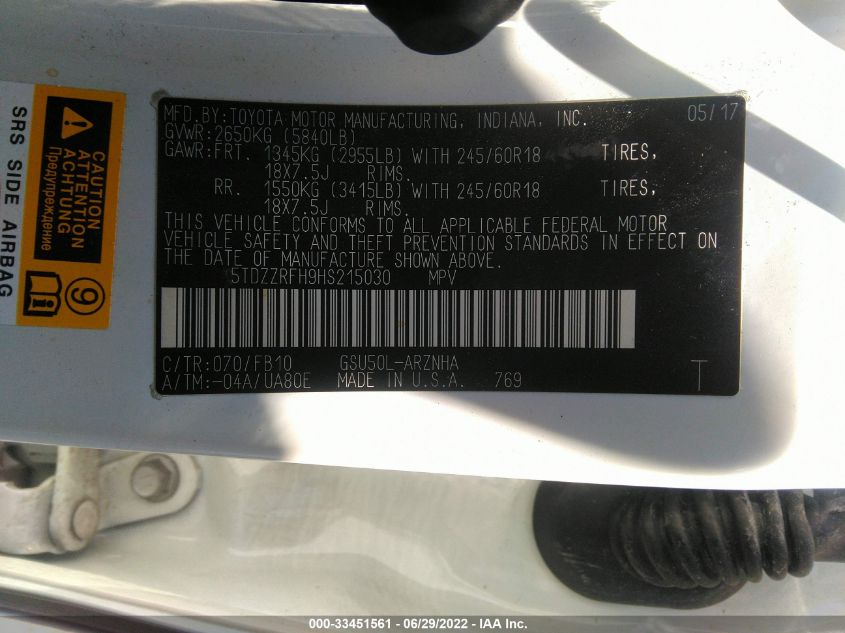 MFD.BY:TOYOTA MOTOR MANUFACTURING, INDIANA, INC. 05/17
GVWR:2650KG (5840LB)
GAWR:FRT. 1345KG (2955LB) WITH 245/60R18 TIRES,
18X7.5J RIMS.
RR. 1550KG (3415LB) WITH 245/60R18 TIRES,
18X7.5J RIMS.
THIS VEHICLE CONFORMS TO ALL APPLICABLE FEDERAL MOTOR
VEHICLE SAFETY AND THEFT PREVENTION STANDARDS IN EFFECT ON
THE DATE OF MANUFACTURE SHOWN ABOVE.
5TDZZRFH9HS215030 MPV
C/TR:070/FB10 GSU50L-ARZNHA
A/TM:-04A/UA80E MADE IN U.S.A. 769 T
CAUTION
ATTENTION
ACHTUNG
Предупреждение
SRS SIDE AIRBAG
9
000-33451561 - 06/29/2022 - IAA Inc.